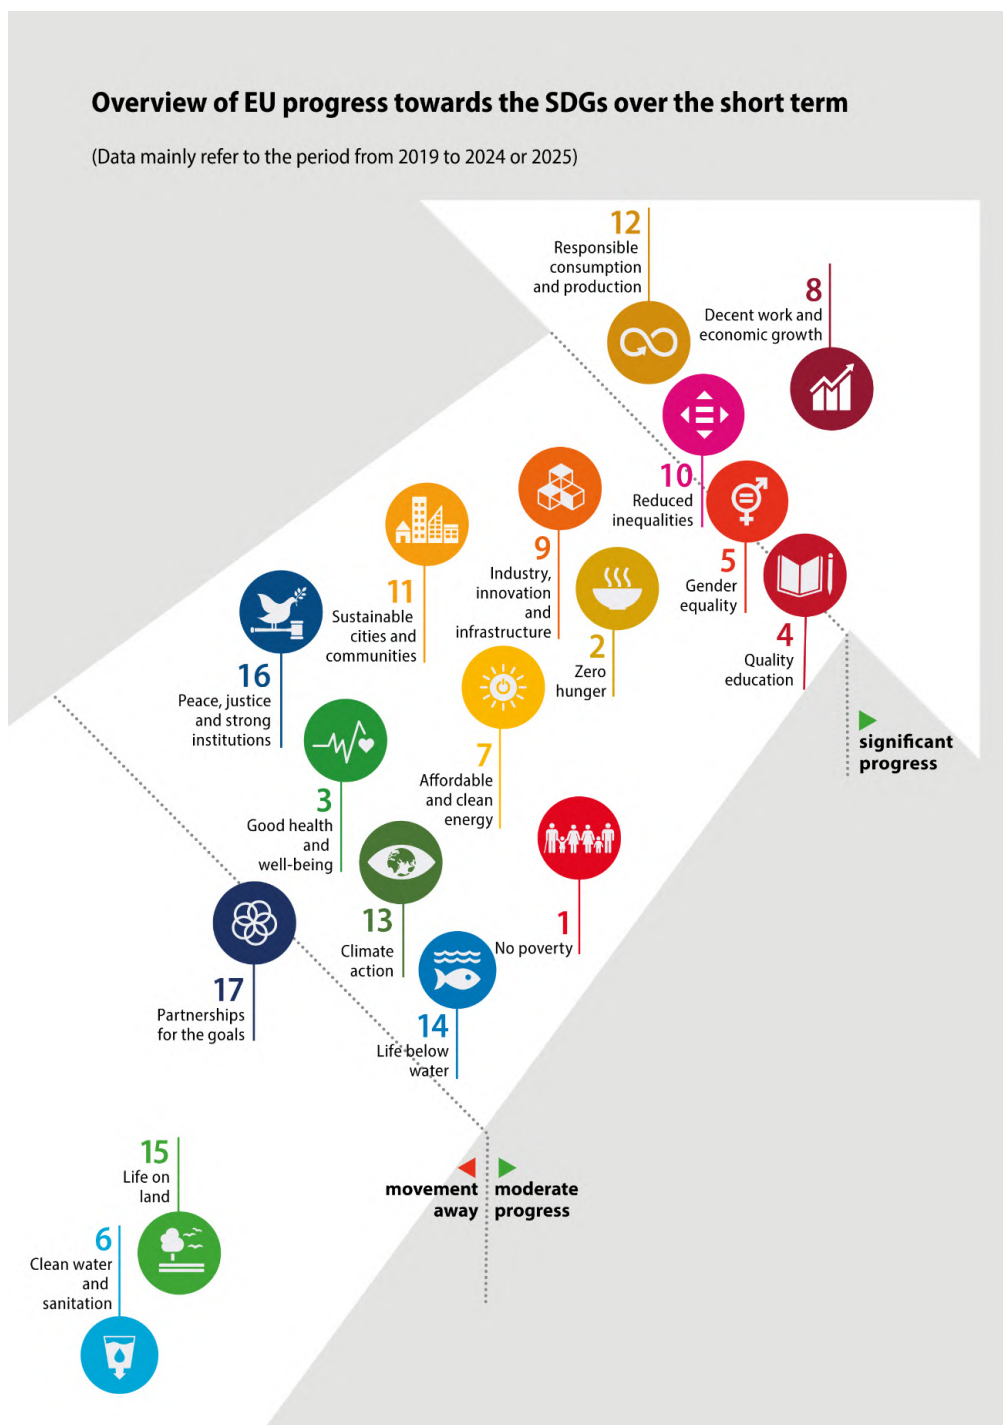 Overview of EU progress towards the SDGs over the short term
(Data mainly refer to the period from 2019 to 2024 or 2025)
12
Responsible
consumption
and production
8
Decent work and
economic growth
10
Reduced
inequalities
9
Industry,
innovation
and
infrastructure
5
Gender
equality
11
Sustainable
cities and
communities
2
Zero
hunger
4
Quality
education
16
Peace, justice
and strong
institutions
significant
progress
7
Affordable
and clean
energy
3
Good health
and
well-being
13
Climate
action
1
No poverty
17
Partnerships
for the goals
14
Life below
water
15
Life on
land
movement
away
moderate
progress
6
Clean water
and
sanitation